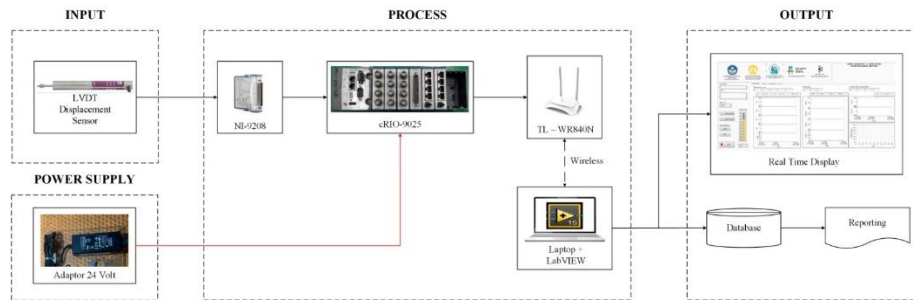 INPUT
PROCESS
OUTPUT
LVDT
Displacement
Sensor
NI-9208
cRIO-9025
TL – WR840N
Real Time Display
Wireless
POWER SUPPLY
Adaptor 24 Volt
15
Laptop +
LabVIEW
Database
Reporting